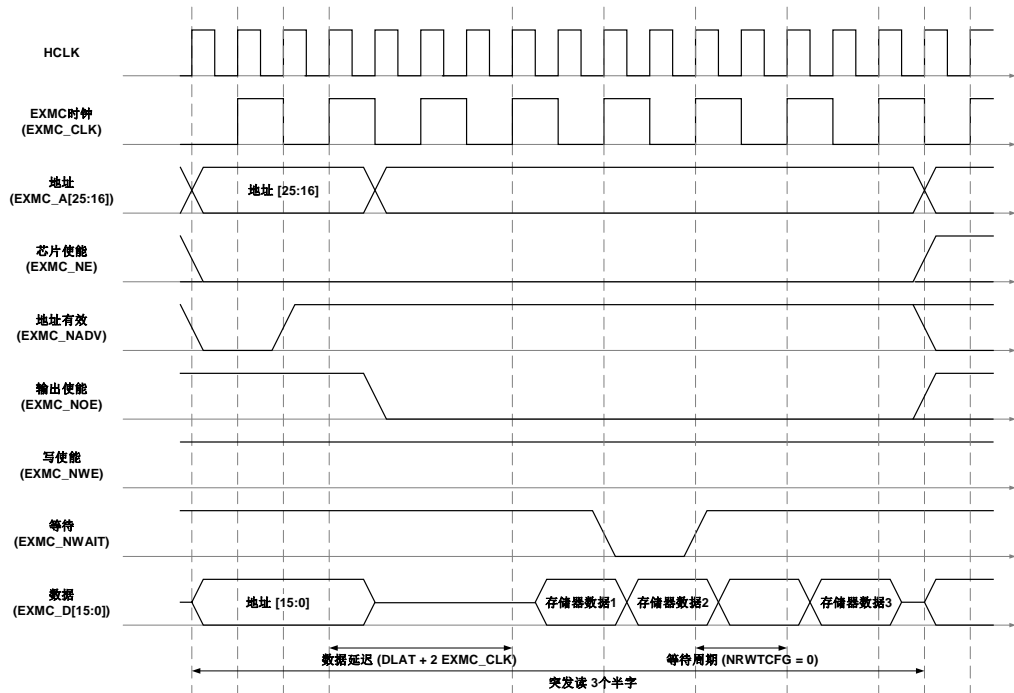 HCLK
EXMC时钟
(EXMC_CLK)
地址
(EXMC_A[25:16])
地址 [25:16]
芯片使能
(EXMC_NE)
地址有效
(EXMC_NADV)
输出使能
(EXMC_NOE)
写使能
(EXMC_NWE)
等待
(EXMC_NWAIT)
数据
(EXMC_D[15:0])
地址 [15:0]
存储器数据1
存储器数据2
存储器数据3
数据延迟 (DLAT + 2 EXMC_CLK)
等待周期 (NRWTCFG = 0)
突发读 3个半字